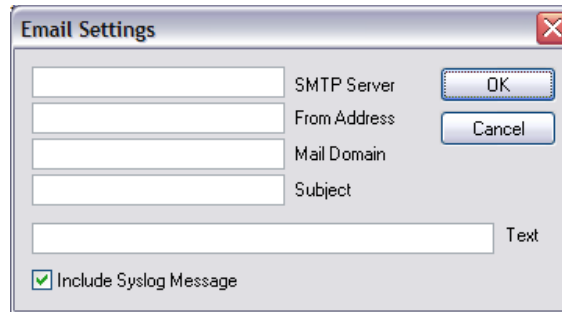 Email Settings
SMTP Server
OK
From Address
Cancel
Mail Domain
Subject
Text
Include Syslog Message